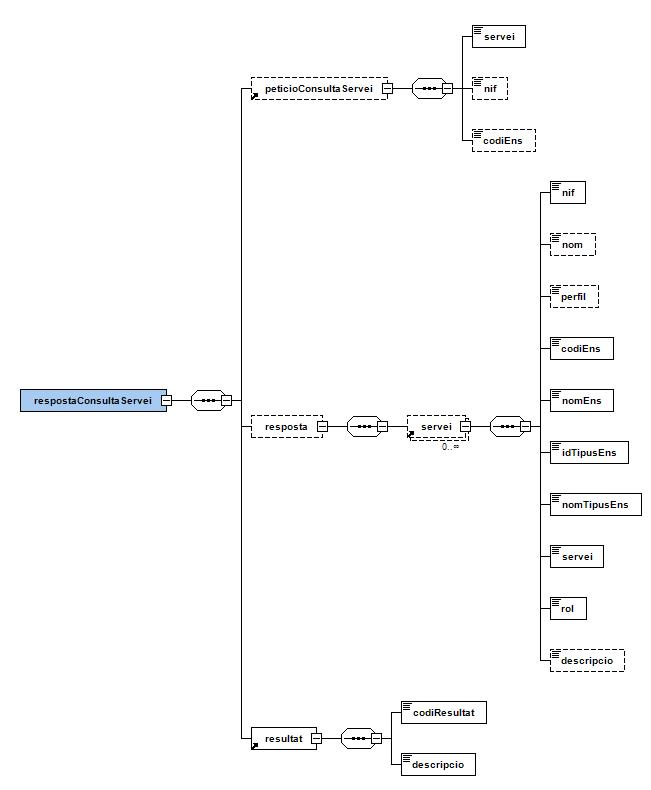 servei
peticioConsultaServei
nif
codiEns
nif
nom
perfil
codiEns
respostaConsultaServei
nomEns
resposta
servei
0..∞
idTipusEns
nomTipusEns
servei
rol
descripcio
codiResultat
resultat
descripcio